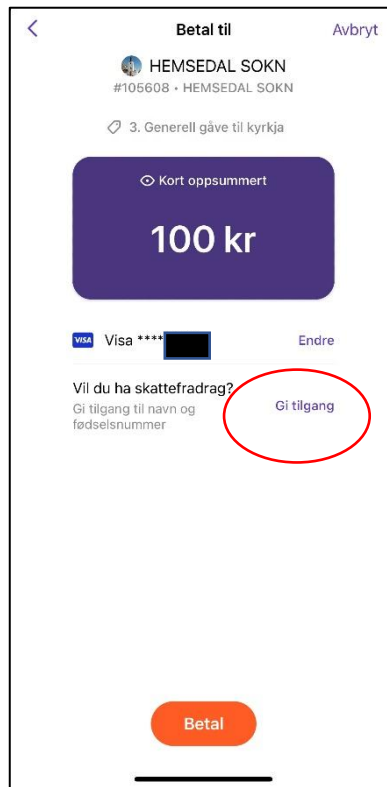 Betal til
Avbryt
HEMSEDAL SOKN
#105608 • HEMSEDAL SOKN
3. Generell gåve til kyrkja
Kort oppsummert
100 kr
VISA Visa ****
Endre
Vil du ha skattefradrag?
Gi tilgang til navn og
fødselsnummer
Gi tilgang
Betal